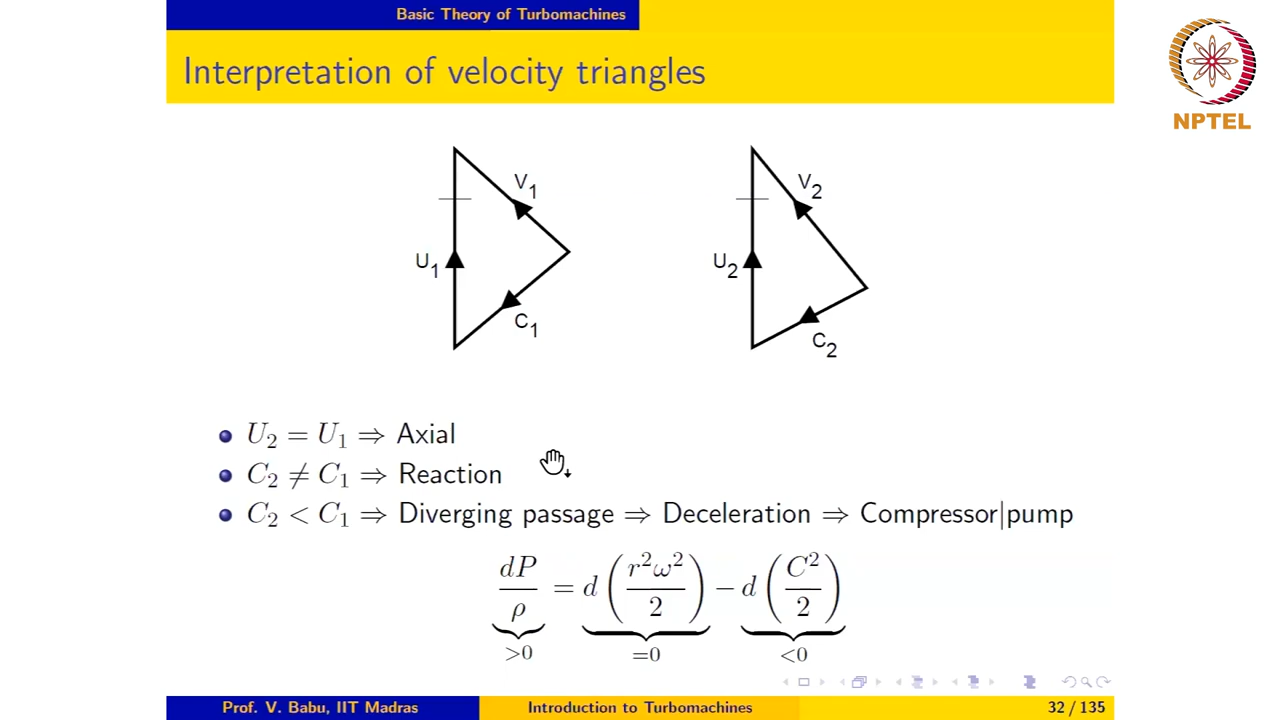 Basic Theory of Turbomachines
Interpretation of velocity triangles
NPTEL
V₁
U₁
C₁
V₂
U₂
C₂
U₂ = U₁ ⇒ Axial
C₂ ≠ C₁ ⇒ Reaction
C₂ < C₁ ⇒ Diverging passage ⇒ Deceleration ⇒ Compressor|pump
dP/ρ = d(r²ω²/2) − d(C²/2)
>0 =0 <0
Prof. V. Babu, IIT Madras Introduction to Turbomachines 32 / 135